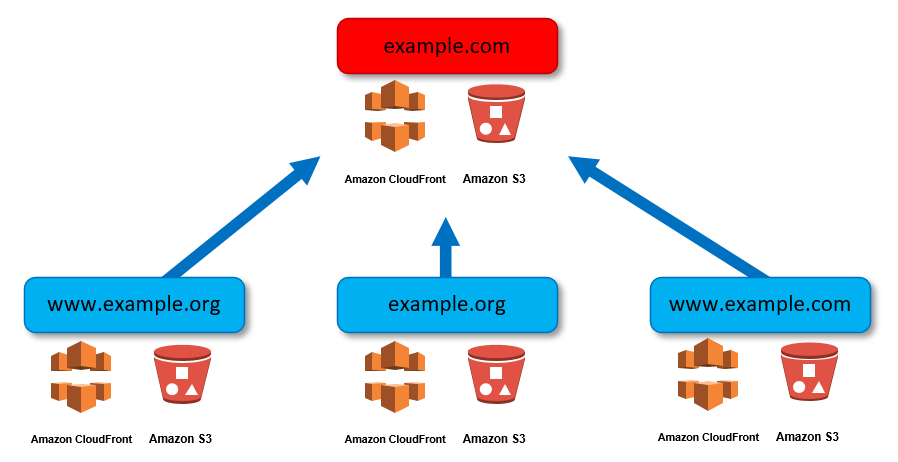 example.com
Amazon CloudFront Amazon S3
www.example.org example.org www.example.com
Amazon CloudFront Amazon S3 Amazon CloudFront Amazon S3 Amazon CloudFront Amazon S3